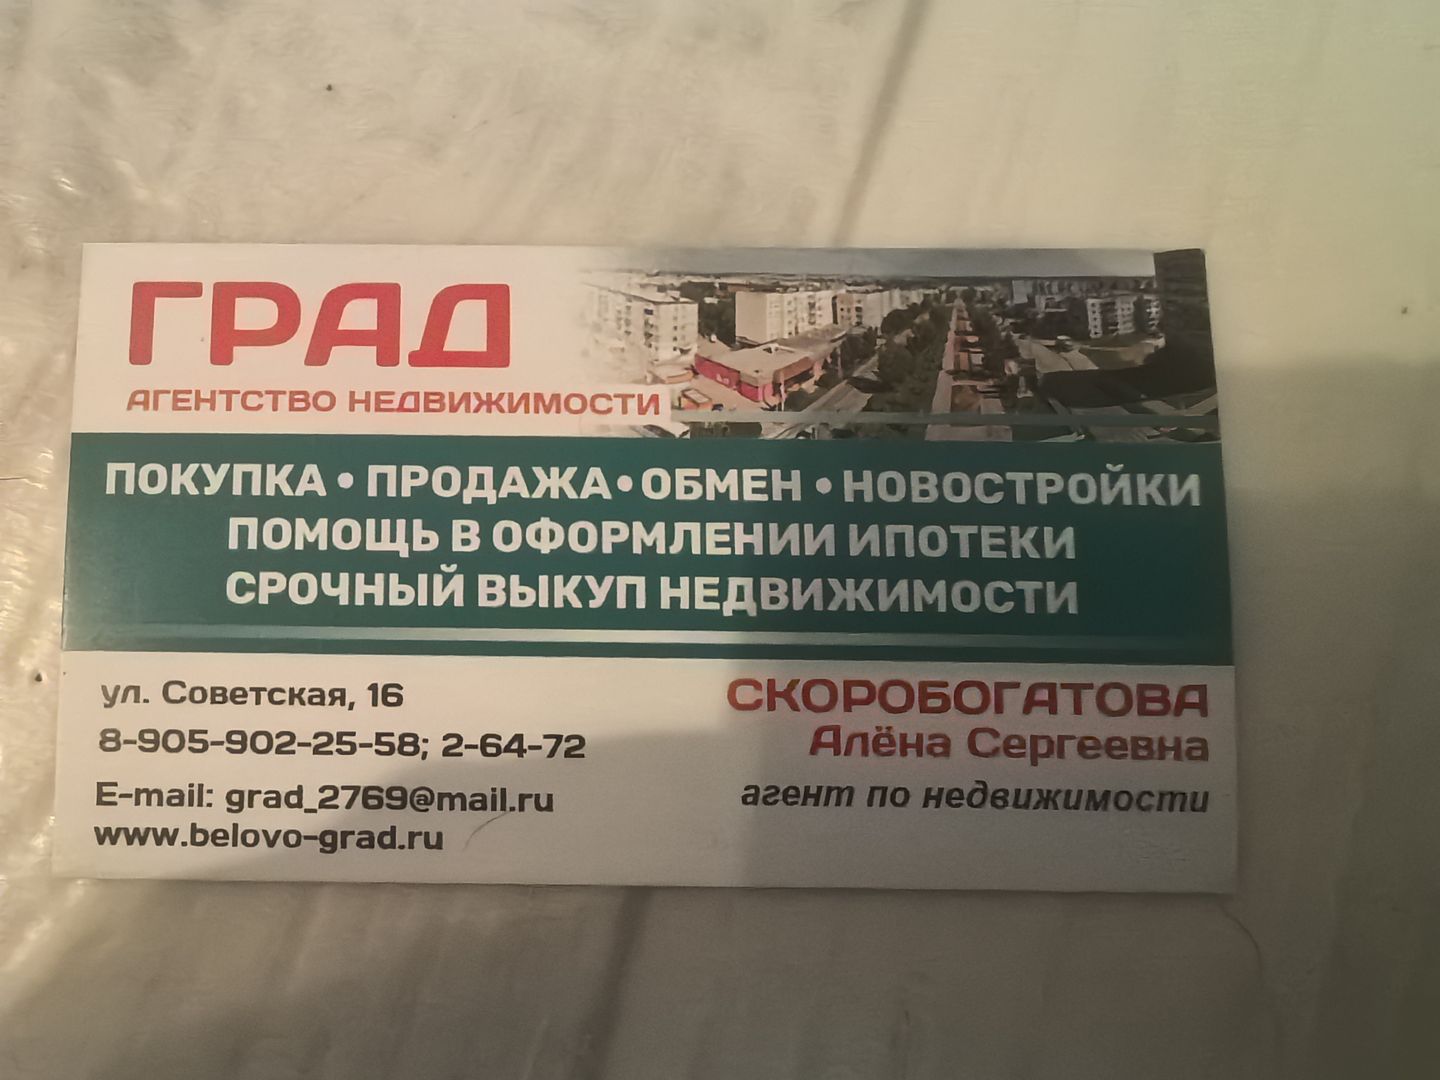 ГРАД
АГЕНТСТВО НЕДВИЖИМОСТИ
ПОКУПКА • ПРОДАЖА • ОБМЕН • НОВОСТРОЙКИ
ПОМОЩЬ В ОФОРМЛЕНИИ ИПОТЕКИ
СРОЧНЫЙ ВЫКУП НЕДВИЖИМОСТИ
ул. Советская, 16
8-905-902-25-58; 2-64-72
E-mail: grad_2769@mail.ru
www.belovo-grad.ru
СКОРОБОГАТОВА
Алёна Сергеевна
агент по недвижимости